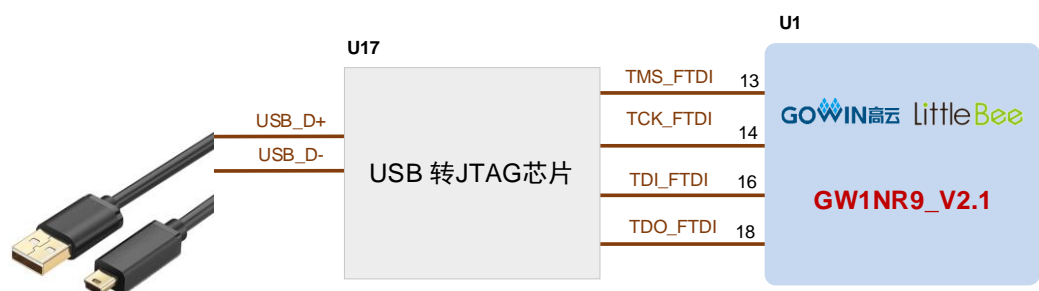 U17
U1
USB_D+
USB_D-
USB 转JTAG芯片
TMS_FTDI 13
TCK_FTDI 14
TDI_FTDI 16
TDO_FTDI 18
GOWIN高云 LittleBee
GW1NR9_V2.1